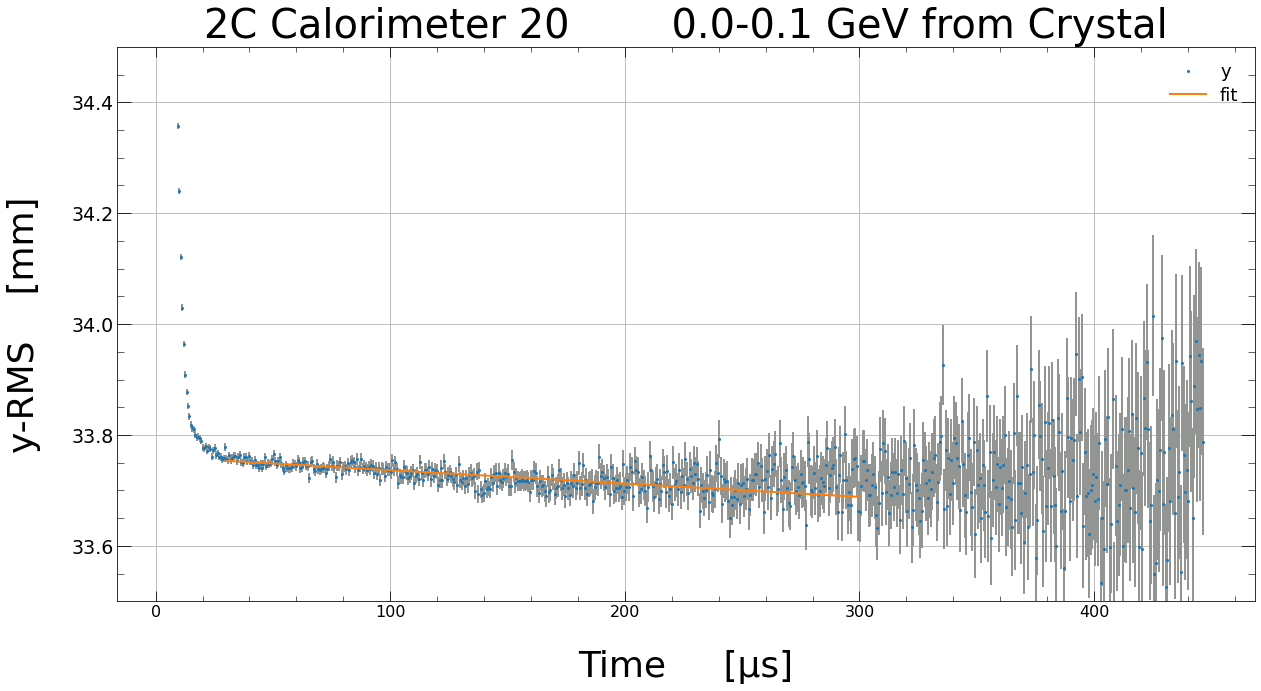 2C Calorimeter 20 0.0-0.1 GeV from Crystal
y
fit
34.4
34.2
34.0
33.8
33.6
y-RMS [mm]
0 100 200 300 400
Time [µs]